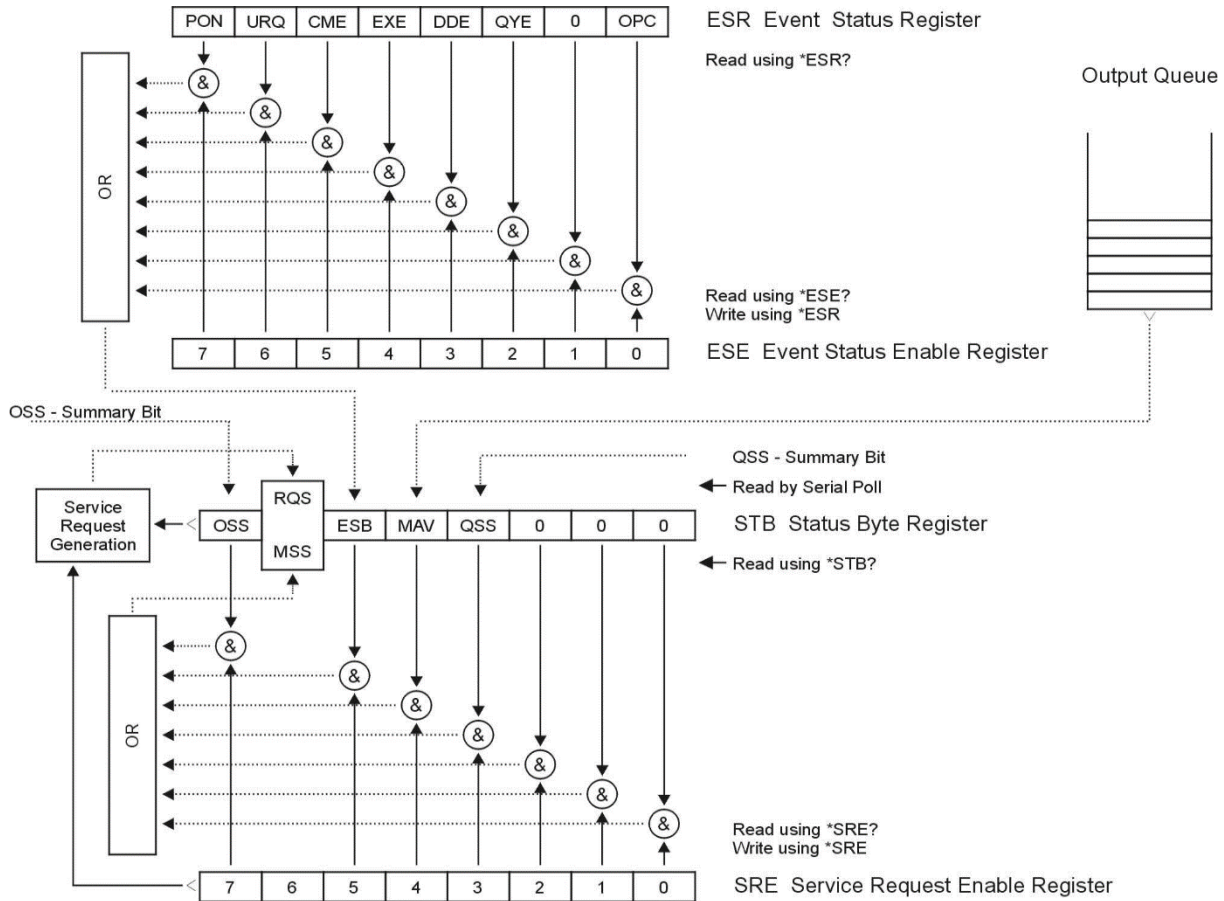 PON URQ CME EXE DDE QYE 0 OPC
ESR Event Status Register
Read using *ESR?
Output Queue
&
&
&
&
&
&
&
&
OR
Read using *ESE?
Write using *ESR
7 6 5 4 3 2 1 0
ESE Event Status Enable Register
OSS - Summary Bit
QSS - Summary Bit
Read by Serial Poll
Service
Request
Generation
OSS RQS ESB MAV QSS 0 0 0
MSS
STB Status Byte Register
Read using *STB?
&
&
&
&
&
&
&
OR
Read using *SRE?
Write using *SRE
7 6 5 4 3 2 1 0
SRE Service Request Enable Register